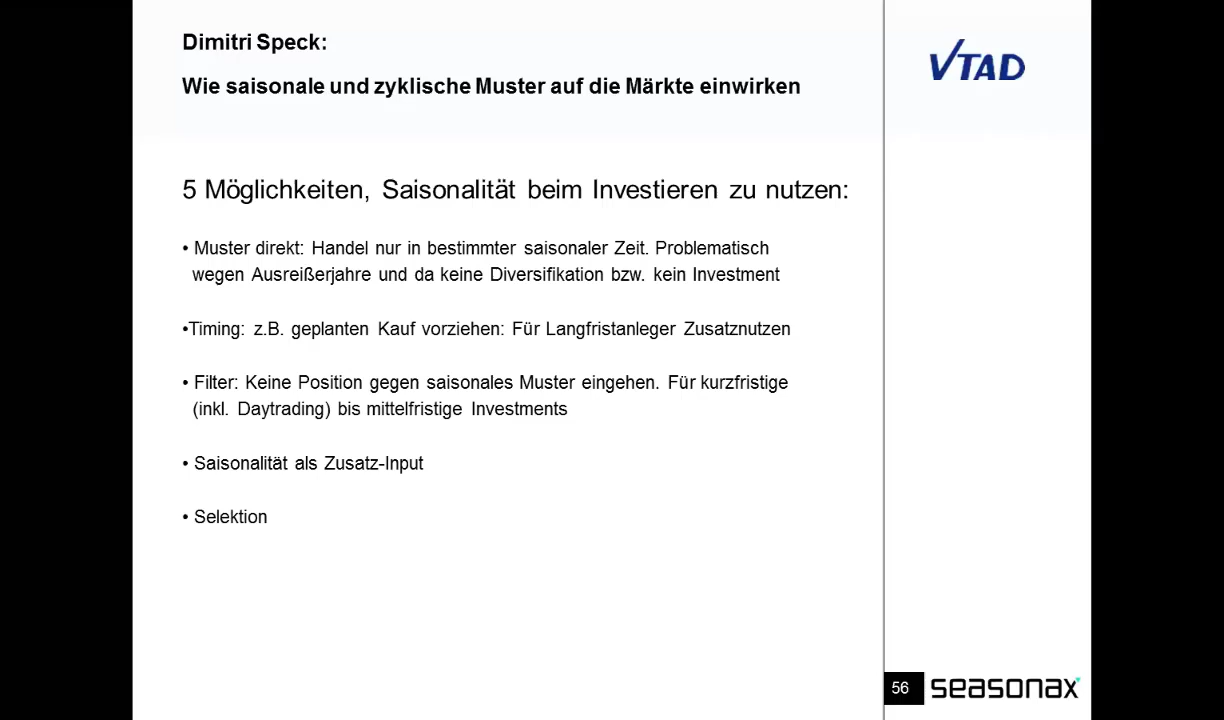 Dimitri Speck:
Wie saisonale und zyklische Muster auf die Märkte einwirken
VTAD
5 Möglichkeiten, Saisonalität beim Investieren zu nutzen:
• Muster direkt: Handel nur in bestimmter saisonaler Zeit. Problematisch
wegen Ausreißerjahre und da keine Diversifikation bzw. kein Investment
•Timing: z.B. geplanten Kauf vorziehen: Für Langfristanleger Zusatznutzen
• Filter: Keine Position gegen saisonales Muster eingehen. Für kurzfristige
(inkl. Daytrading) bis mittelfristige Investments
• Saisonalität als Zusatz-Input
• Selektion
56
seasonax